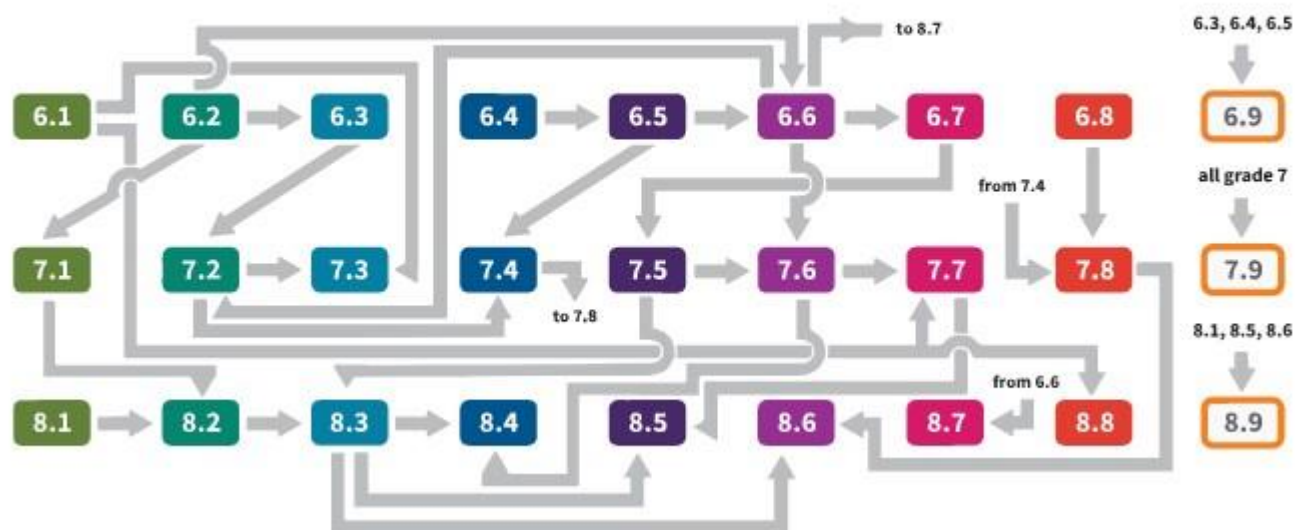 6.3, 6.4, 6.5
to 8.7
6.1 6.2 6.3 6.4 6.5 6.6 6.7 6.8 6.9
from 7.4
all grade 7
7.1 7.2 7.3 7.4 7.5 7.6 7.7 7.8 7.9
to 7.8
8.1, 8.5, 8.6
from 6.6
8.1 8.2 8.3 8.4 8.5 8.6 8.7 8.8 8.9